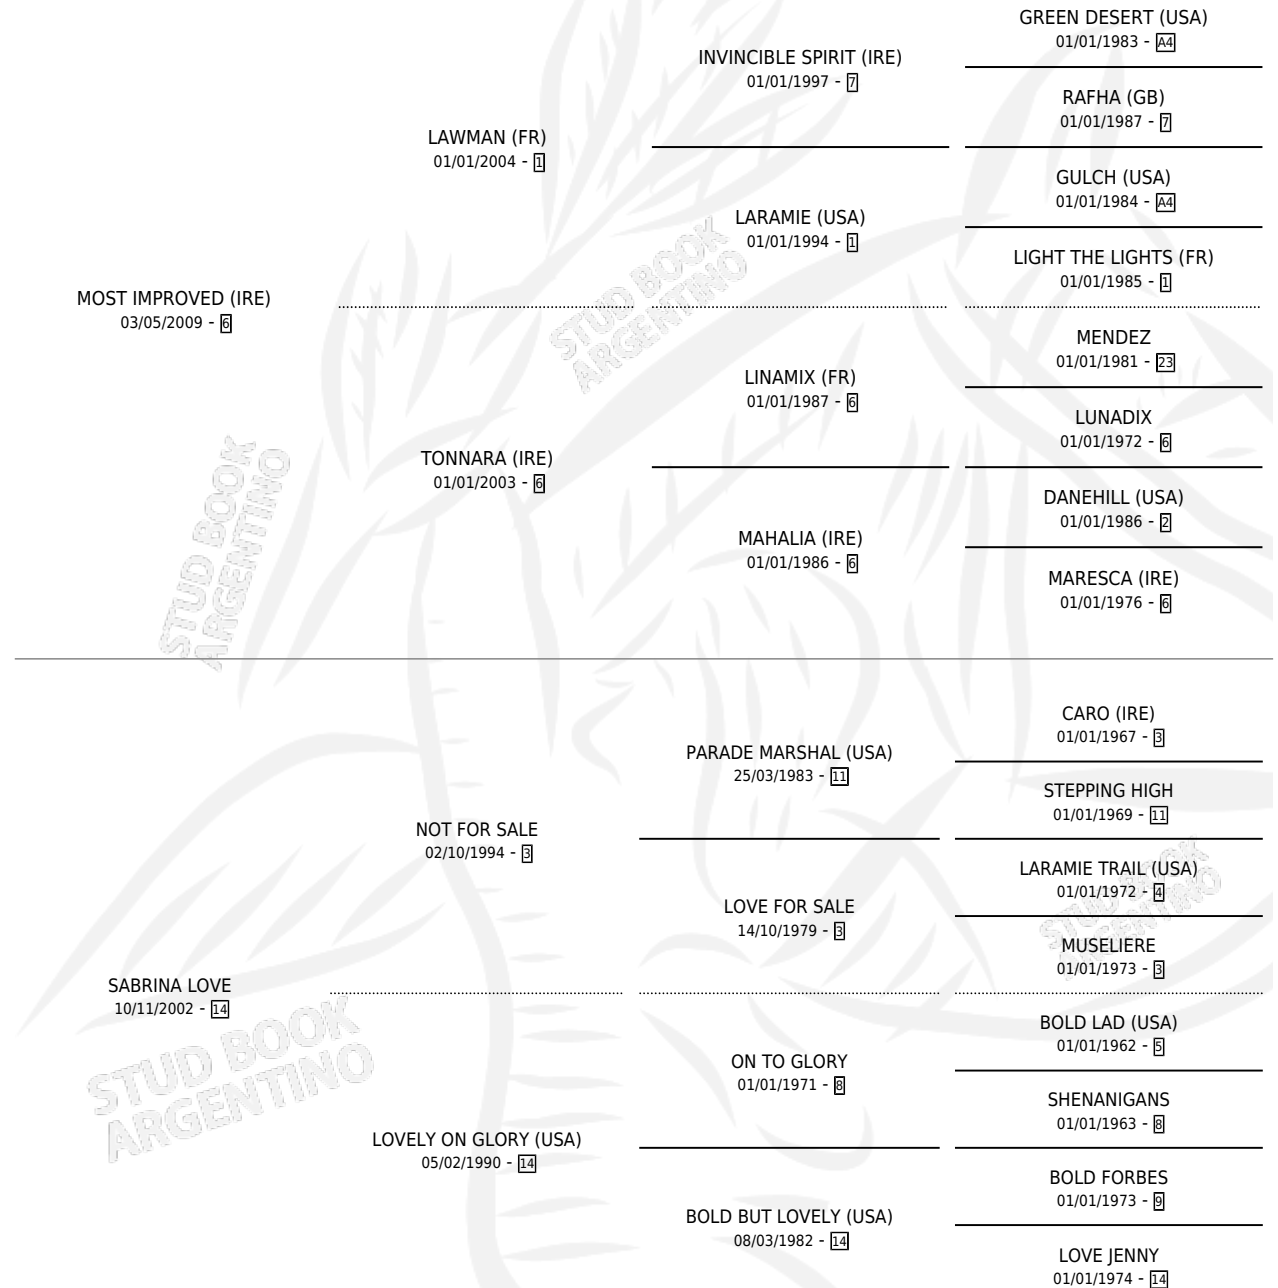 GREEN DESERT (USA)
01/01/1983 - A4
INVINCIBLE SPIRIT (IRE)
01/01/1997 - 7
RAFHA (GB)
01/01/1987 - 7
LAWMAN (FR)
01/01/2004 - 1
GULCH (USA)
01/01/1984 - A4
LARAMIE (USA)
01/01/1994 - 1
LIGHT THE LIGHTS (FR)
01/01/1985 - 1
MOST IMPROVED (IRE)
03/05/2009 - 6
MENDEZ
01/01/1981 - 23
LINAMIX (FR)
01/01/1987 - 6
LUNADIX
01/01/1972 - 6
TONNARA (IRE)
01/01/2003 - 6
DANEHILL (USA)
01/01/1986 - 2
MAHALIA (IRE)
01/01/1986 - 6
MARESCA (IRE)
01/01/1976 - 6
CARO (IRE)
01/01/1967 - 3
PARADE MARSHAL (USA)
25/03/1983 - 11
STEPPING HIGH
01/01/1969 - 11
NOT FOR SALE
02/10/1994 - 3
LARAMIE TRAIL (USA)
01/01/1972 - 4
LOVE FOR SALE
14/10/1979 - 3
MUSELIERE
01/01/1973 - 3
SABRINA LOVE
10/11/2002 - 14
BOLD LAD (USA)
01/01/1962 - 5
ON TO GLORY
01/01/1971 - 8
SHENANIGANS
01/01/1963 - 8
LOVELY ON GLORY (USA)
05/02/1990 - 14
BOLD FORBES
01/01/1973 - 9
BOLD BUT LOVELY (USA)
08/03/1982 - 14
LOVE JENNY
01/01/1974 - 14
STUD BOOK
ARGENTINO
STUD BOOK
ARGENTINO
STUD BOOK
ARGENTINO
STUD BOOK
ARGENTINO